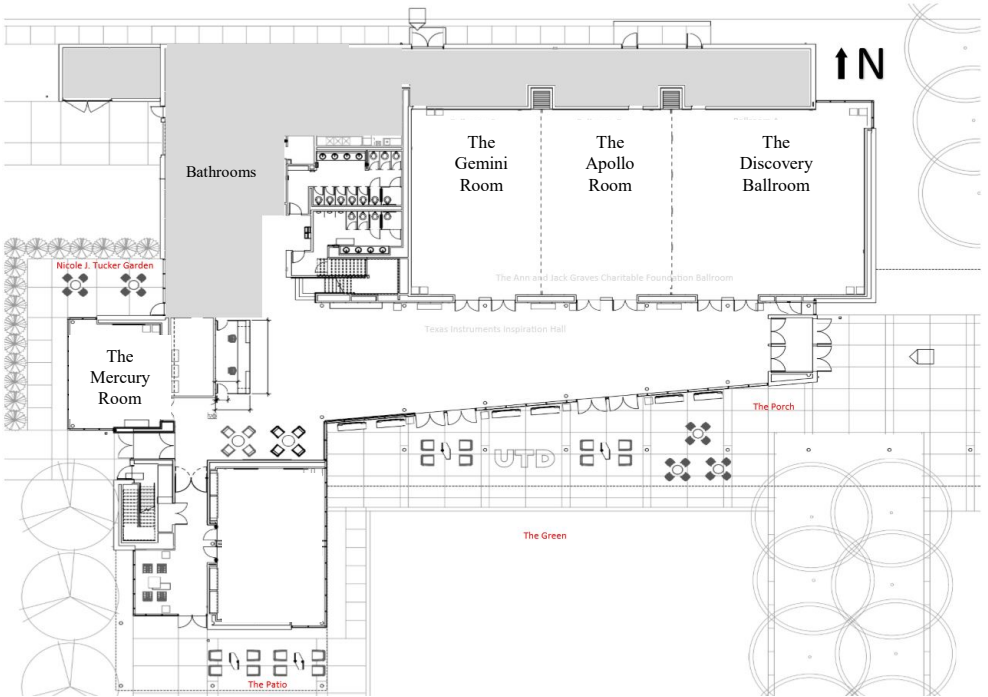 N
The
Gemini
Room
The
Apollo
Room
The
Discovery
Ballroom
Bathrooms
Nicole J. Tucker Garden
The Ann and Jack Graves Charitable Foundation Ballroom
Texas Instruments Inspiration Hall
The
Mercury
Room
The Porch
UTD
The Green
The Patio